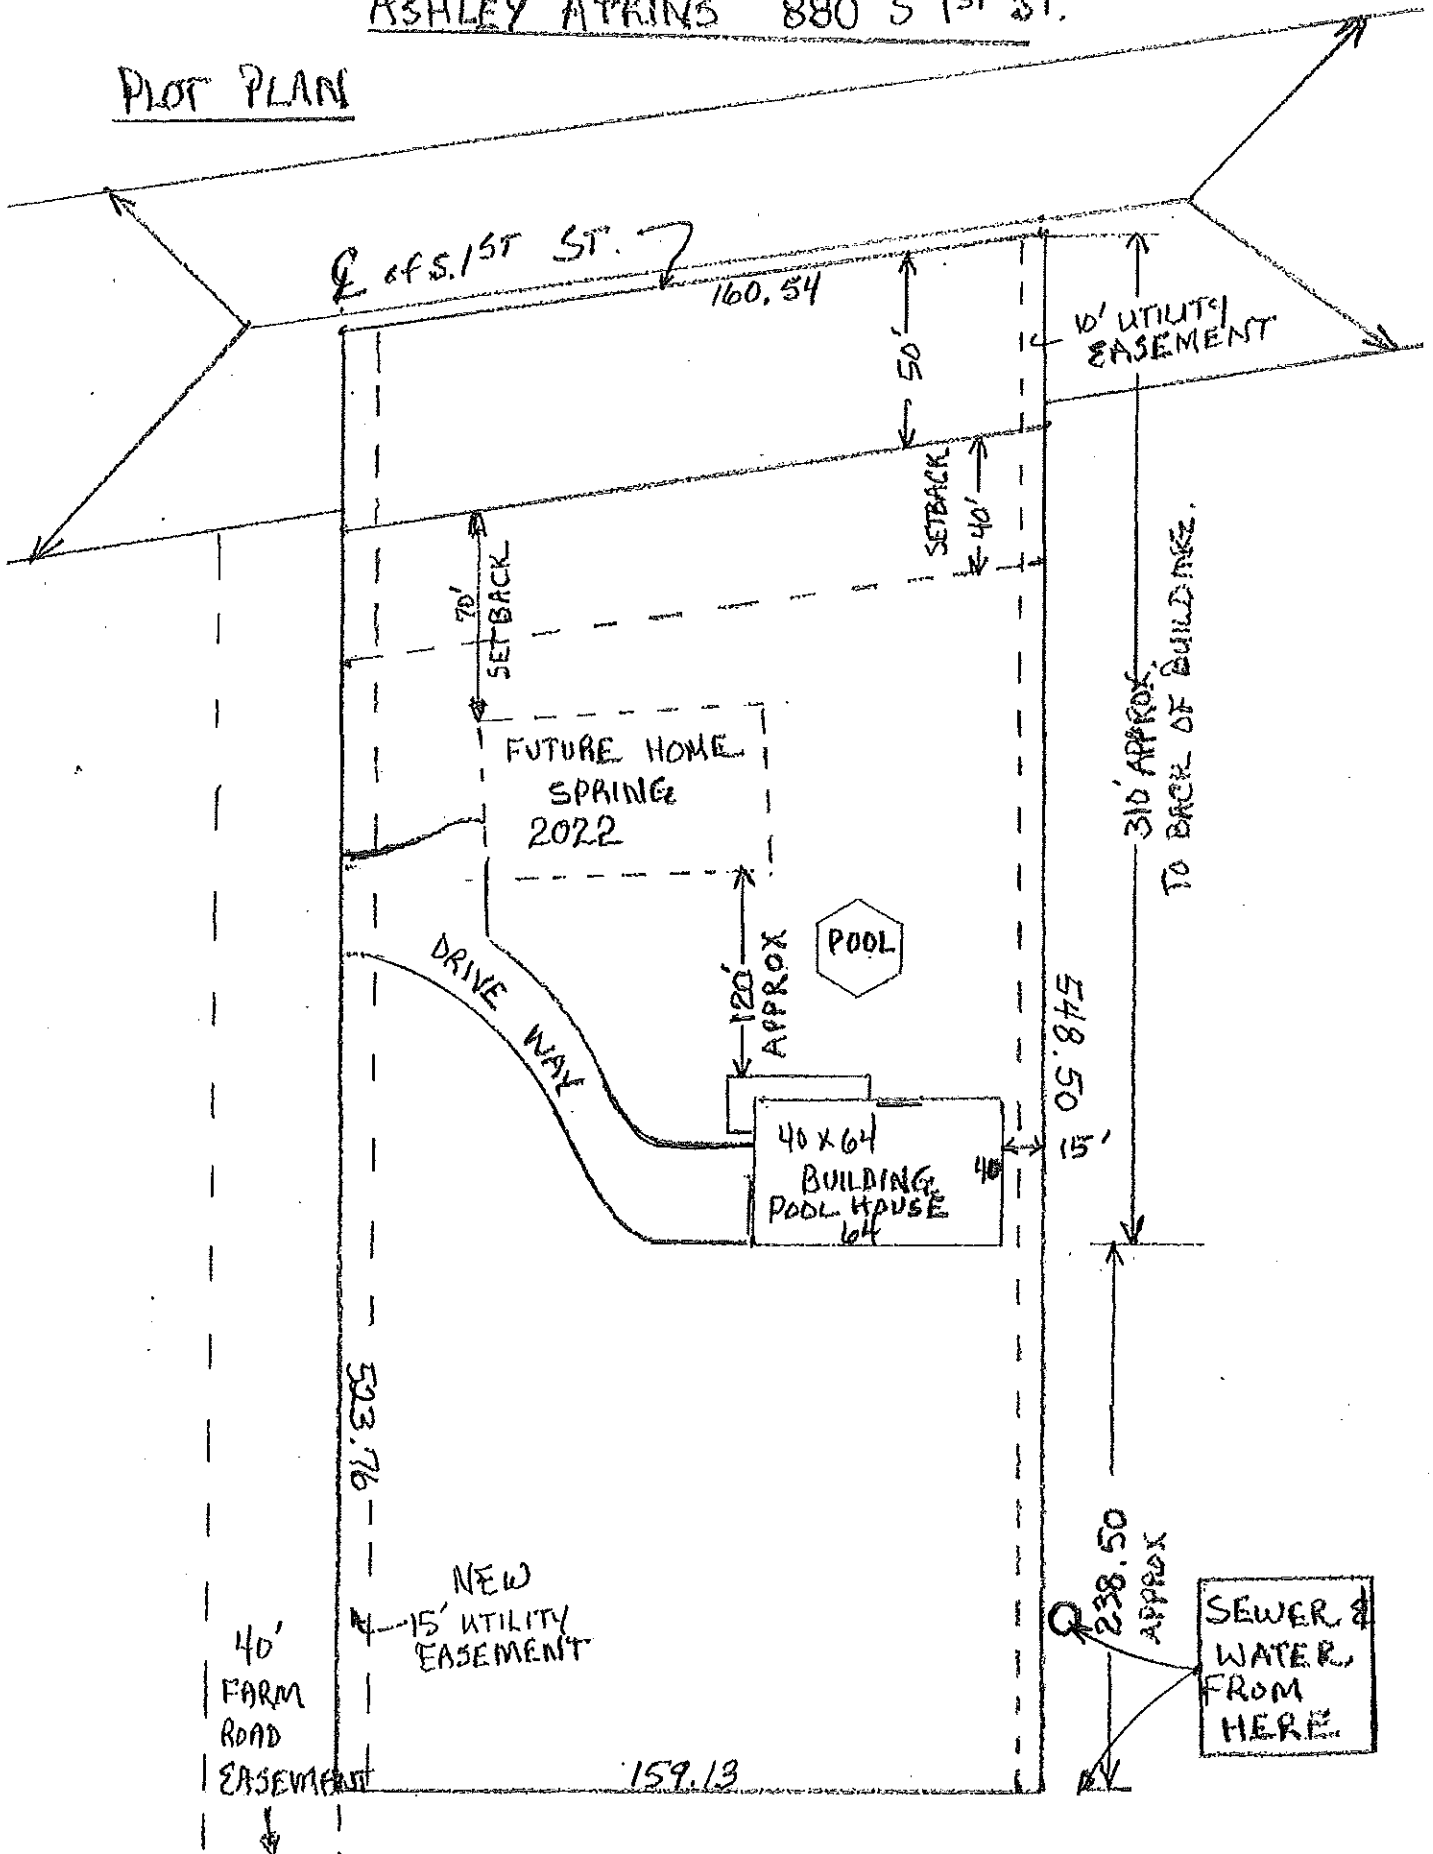 ASHLEY ATKINS 880 S 1ST ST.
PLOT PLAN
℄ of S. 1ST ST.
160.54
50'
10' UTILITY
EASEMENT
SETBACK
40'
70'
SETBACK
310' APPROX.
TO BACK OF BUILDING.
FUTURE HOME
SPRING
2022
DRIVE WAY
120'
APPROX
POOL
548.50
15'
40 X 64
BUILDING
40
POOL HOUSE
64
523.76
238.50
APPROX
NEW
15' UTILITY
EASEMENT
40'
FARM
ROAD
EASEMENT
SEWER &
WATER
FROM
HERE
159.13